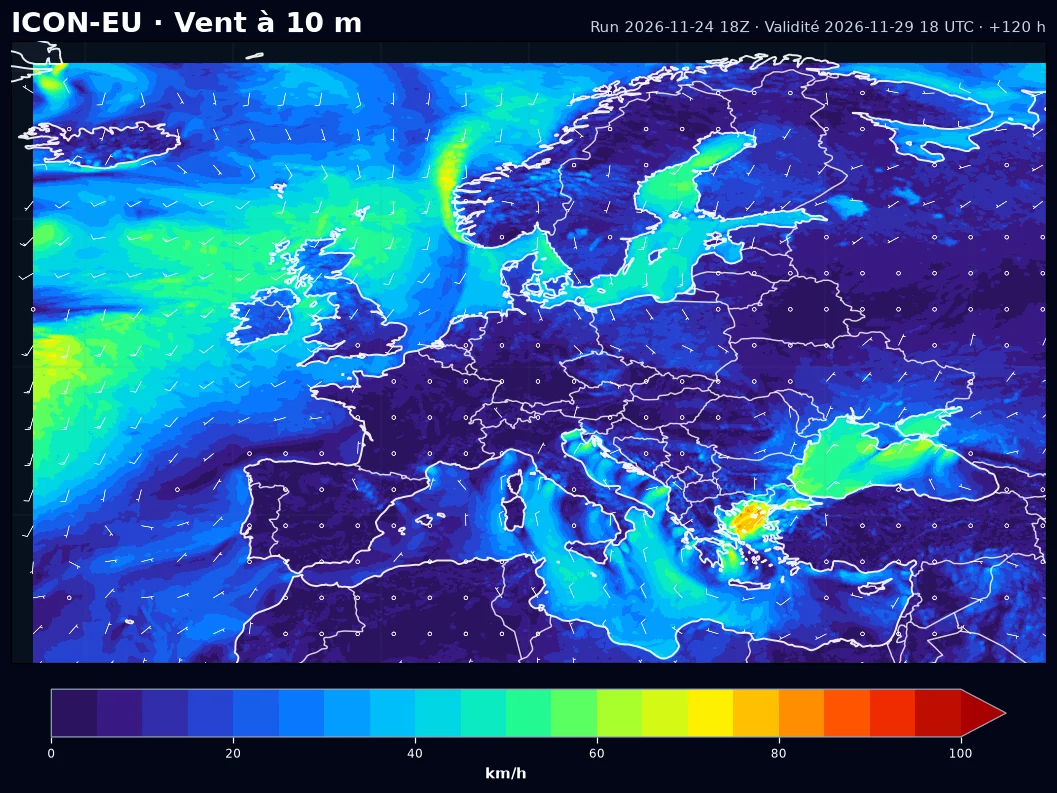 ICON-EU · Vent à 10 m
Run 2026-11-24 18Z · Validité 2026-11-29 18 UTC · +120 h
0 20 40 60 80 100
km/h